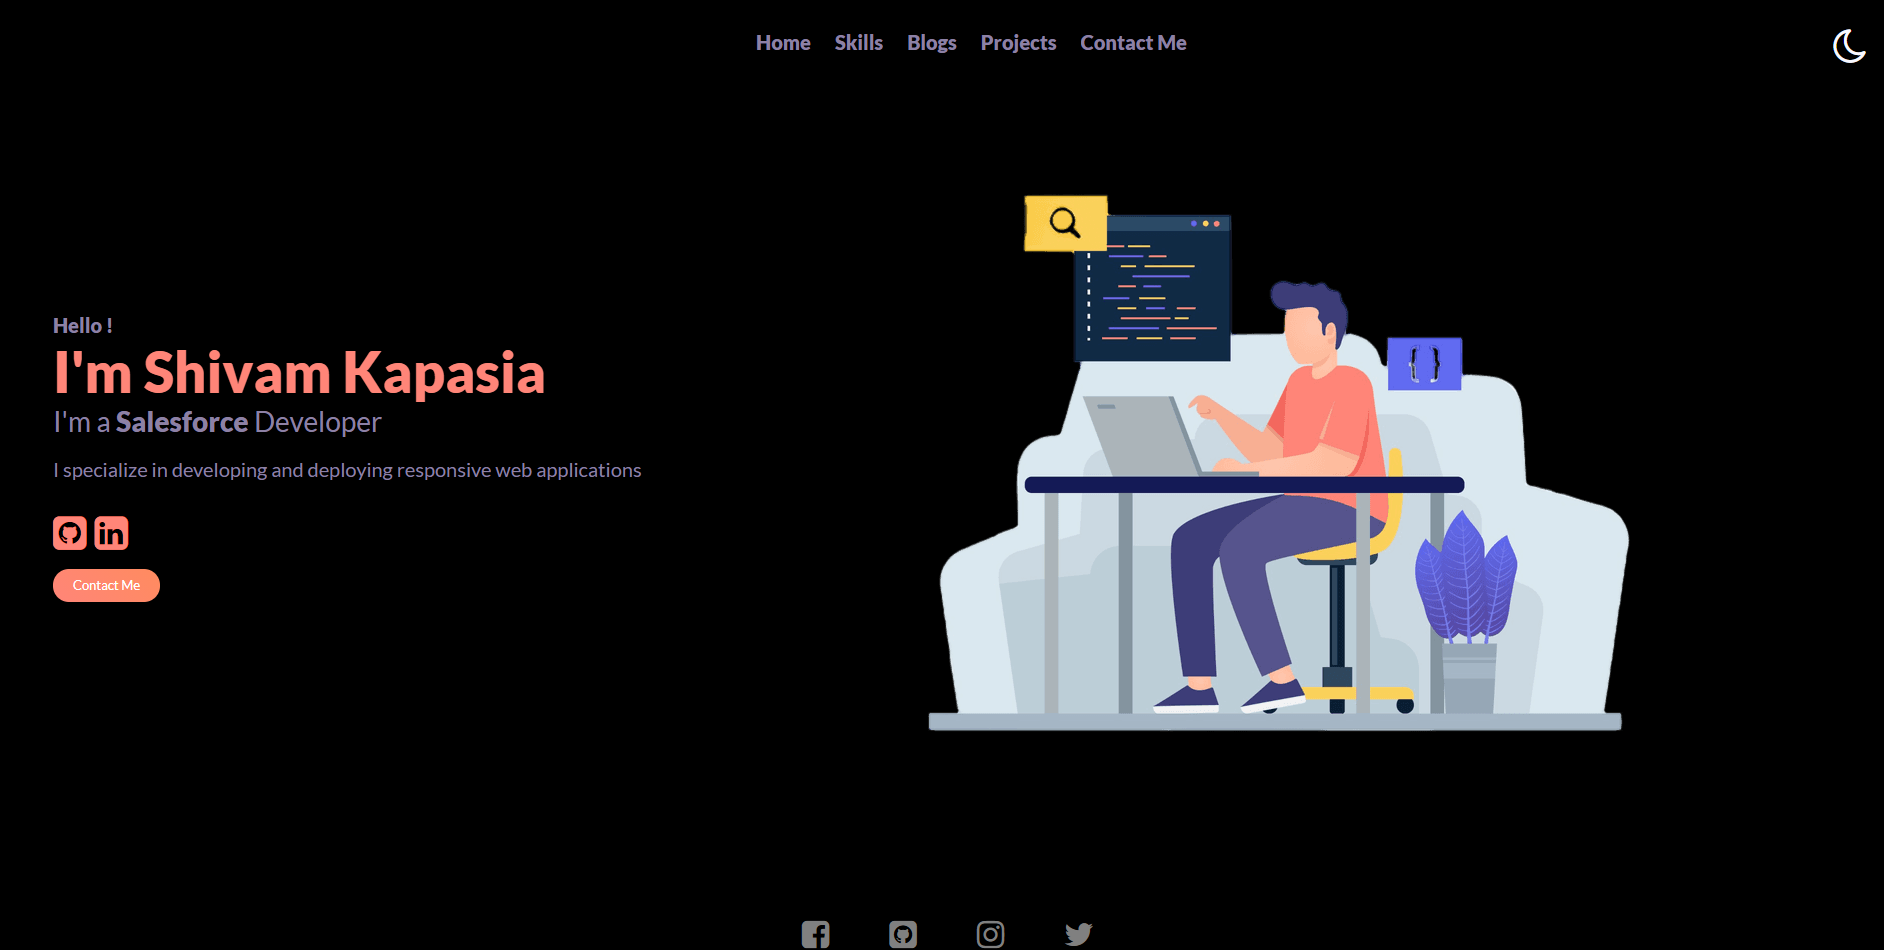 Home Skills Blogs Projects Contact Me
Hello !
I'm Shivam Kapasia
I'm a Salesforce Developer
I specialize in developing and deploying responsive web applications
in
Contact Me
{ }